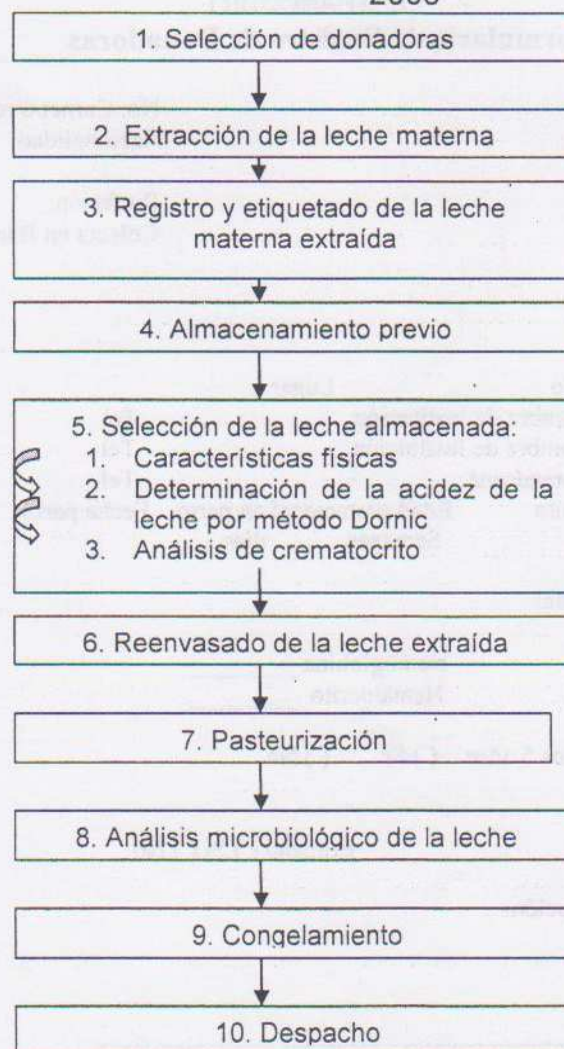 1. Selección de donadoras
2. Extracción de la leche materna
3. Registro y etiquetado de la leche
materna extraída
4. Almacenamiento previo
5. Selección de la leche almacenada:
1. Características físicas
2. Determinación de la acidez de la
leche por método Dornic
3. Análisis de crematocrito
6. Reenvasado de la leche extraída
7. Pasteurización
8. Análisis microbiológico de la leche
9. Congelamiento
10. Despacho